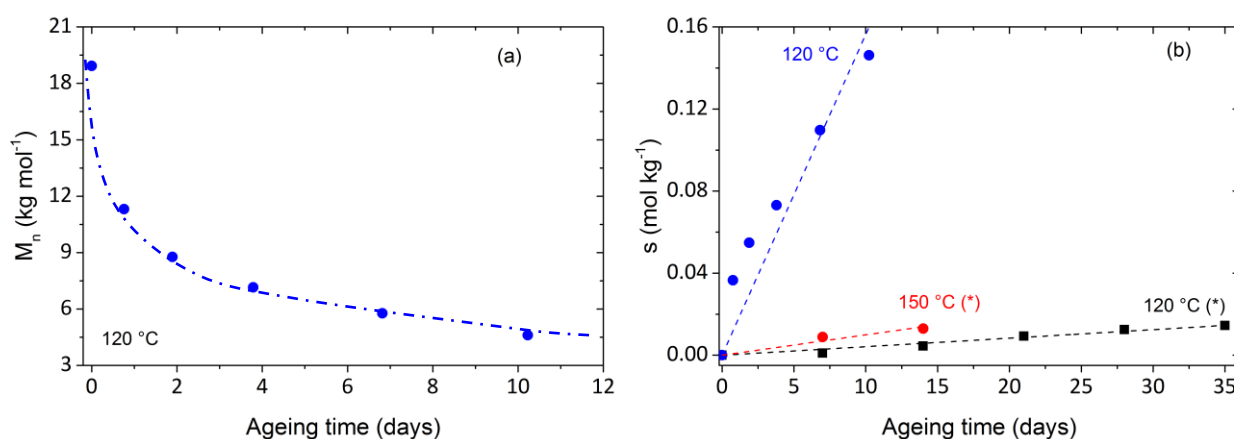 21
18
15
12
9
6
3
M_n (kg mol⁻¹)
(a)
120 °C
0 2 4 6 8 10 12
Ageing time (days)
0.16
0.12
0.08
0.04
0.00
s (mol kg⁻¹)
120 °C
(b)
150 °C (*)
120 °C (*)
0 5 10 15 20 25 30 35
Ageing time (days)